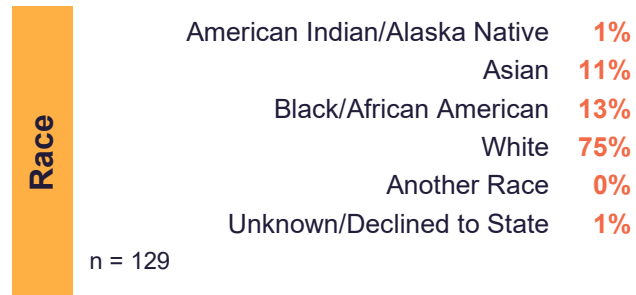 Race
American Indian/Alaska Native 1%
Asian 11%
Black/African American 13%
White 75%
Another Race 0%
Unknown/Declined to State 1%
n = 129